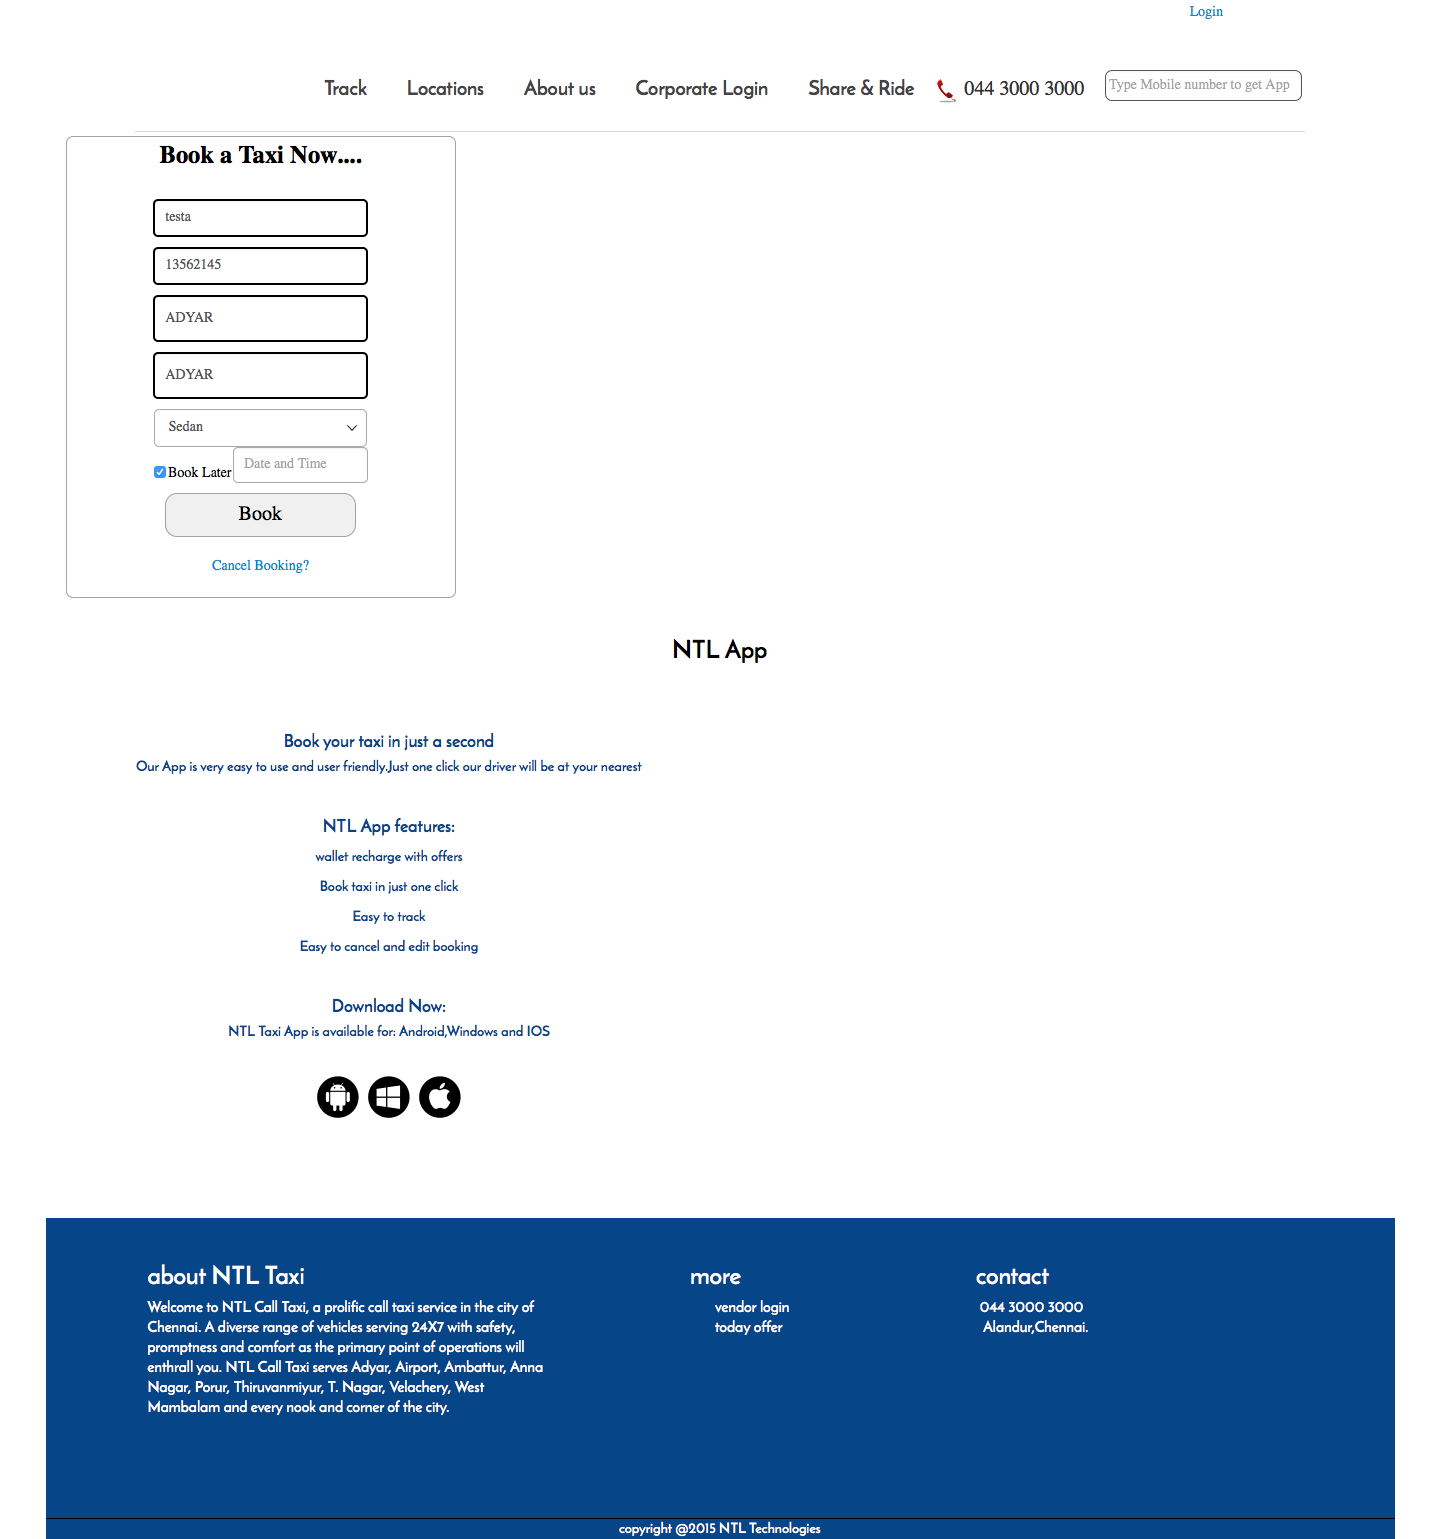 Login
Track
Locations
About us
Corporate Login
Share & Ride
044 3000 3000
Type Mobile number to get App
Book a Taxi Now....
testa
13562145
ADYAR
ADYAR
Sedan
Book Later
Date and Time
Book
Cancel Booking?
NTL App
Book your taxi in just a second
Our App is very easy to use and user friendly.Just one click our driver will be at your nearest
NTL App features:
wallet recharge with offers
Book taxi in just one click
Easy to track
Easy to cancel and edit booking
Download Now:
NTL Taxi App is available for: Android,Windows and IOS
about NTL Taxi
Welcome to NTL Call Taxi, a prolific call taxi service in the city of
Chennai. A diverse range of vehicles serving 24X7 with safety,
promptness and comfort as the primary point of operations will
enthrall you. NTL Call Taxi serves Adyar, Airport, Ambattur, Anna
Nagar, Porur, Thiruvanmiyur, T. Nagar, Velachery, West
Mambalam and every nook and corner of the city.
more
vendor login
today offer
contact
044 3000 3000
Alandur,Chennai.
copyright @2015 NTL Technologies